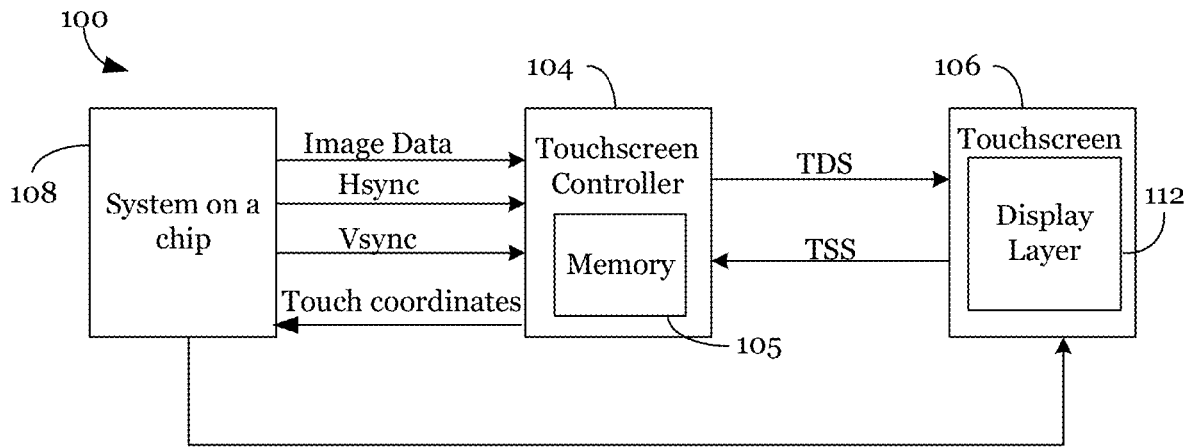 100
104
106
108
112
105
System on a
chip
Image Data
Hsync
Vsync
Touch coordinates
Touchscreen
Controller
Memory
TDS
TSS
Touchscreen
Display
Layer